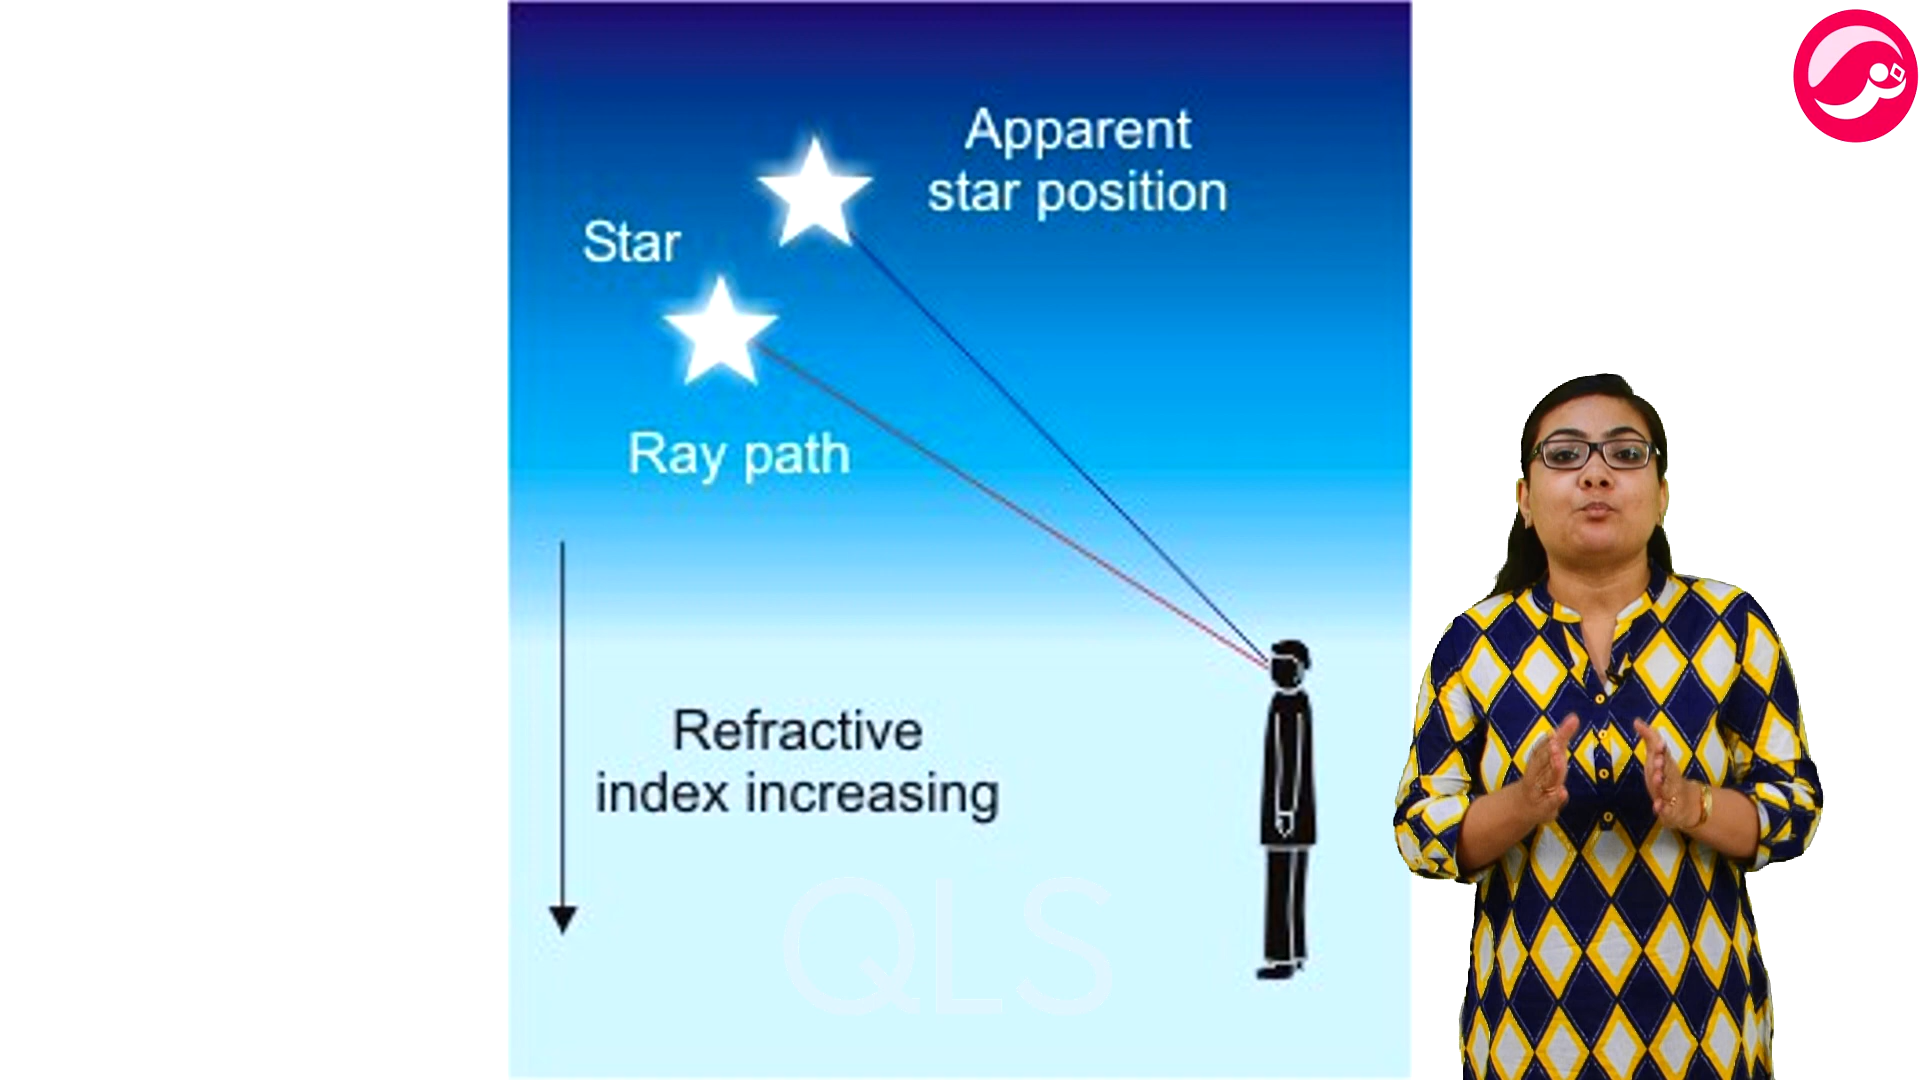 Apparent
star position
Star
Ray path
Refractive
index increasing
QLS